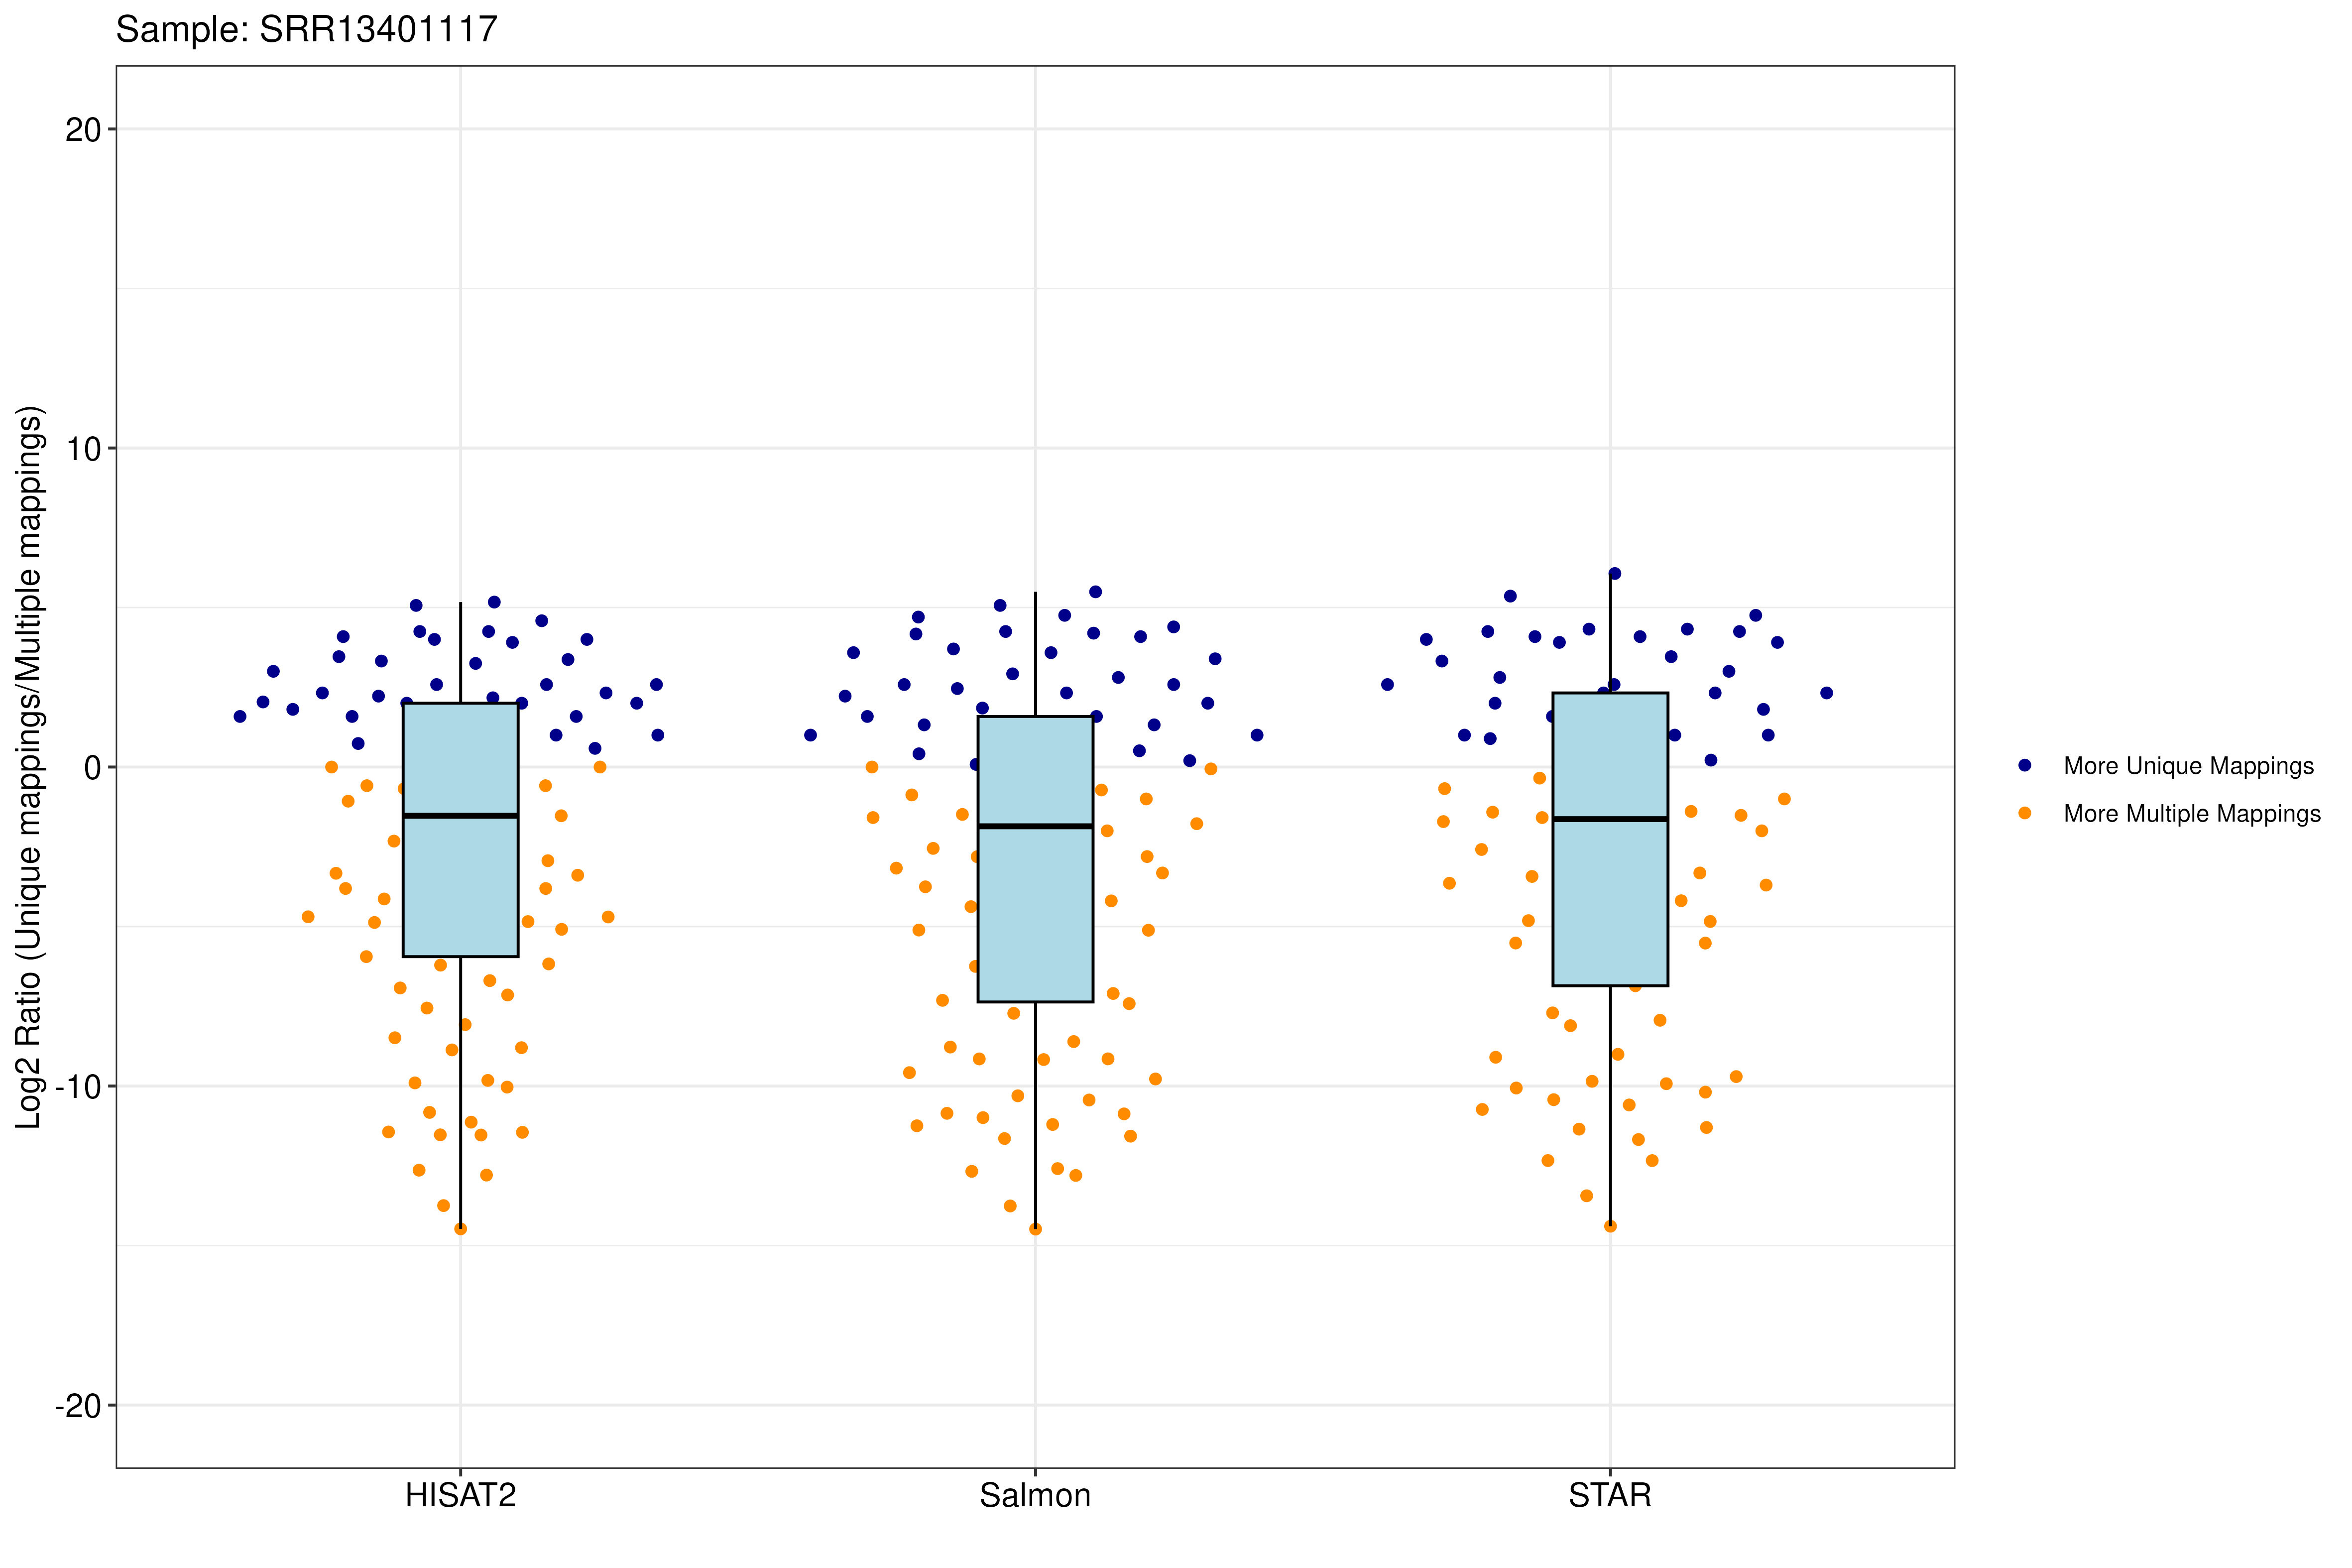 Sample: SRR13401117
Log2 Ratio (Unique mappings/Multiple mappings)
20
10
0
-10
-20
HISAT2
Salmon
STAR
More Unique Mappings
More Multiple Mappings